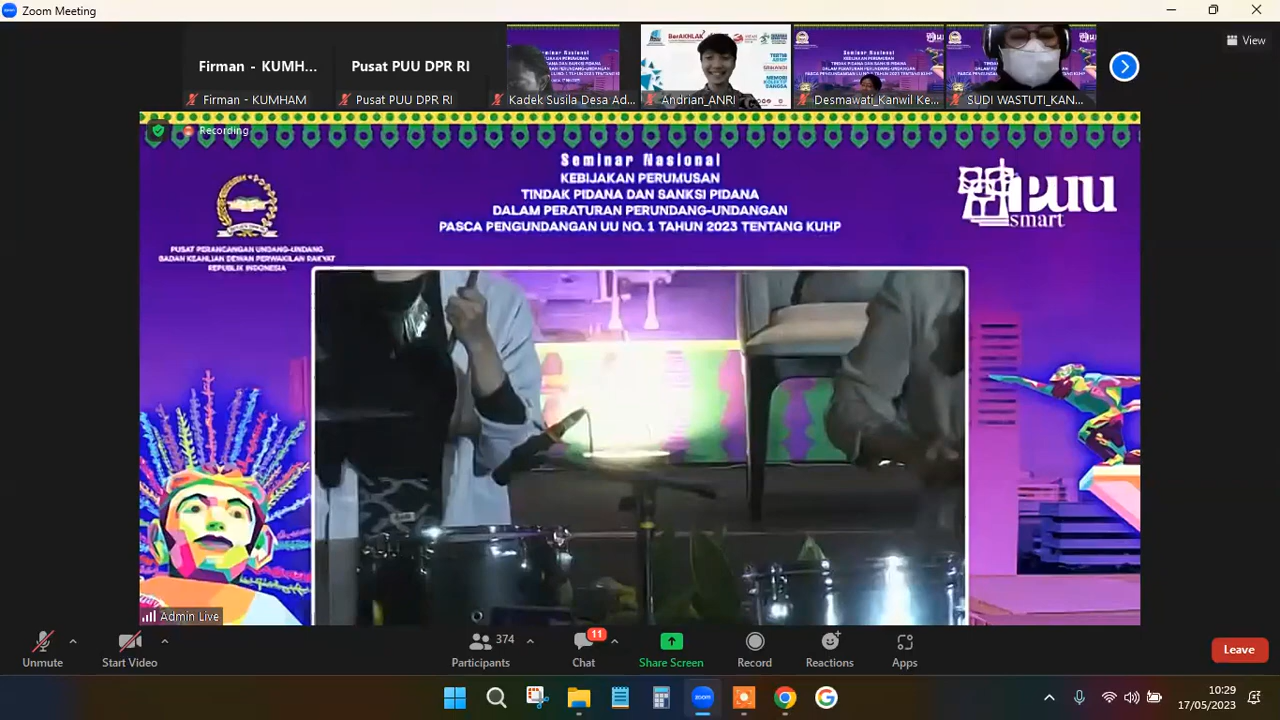 Zoom Meeting
View
Firman - KUMH...
Firman - KUMHAM
Pusat PUU DPR RI
Pusat PUU DPR RI
Kadek Susila Desa Ad...
BerAKHLAK
Andrian_ANRI
Desmawati_Kanwil Ke...
SUDI WASTUTI_KAN...
Recording
Seminar Nasional
KEBIJAKAN PERUMUSAN
TINDAK PIDANA DAN SANKSI PIDANA
DALAM PERATURAN PERUNDANG-UNDANGAN
PASCA PENGUNDANGAN UU NO. 1 TAHUN 2023 TENTANG KUHP
PUSAT PERANCANGAN UNDANG-UNDANG
BADAN KEAHLIAN DEWAN PERWAKILAN RAKYAT
REPUBLIK INDONESIA
PUU
smart
Admin Live
Unmute
Start Video
374
Participants
11
Chat
Share Screen
Record
Reactions
Apps
Leave
10:29
17/05/2023